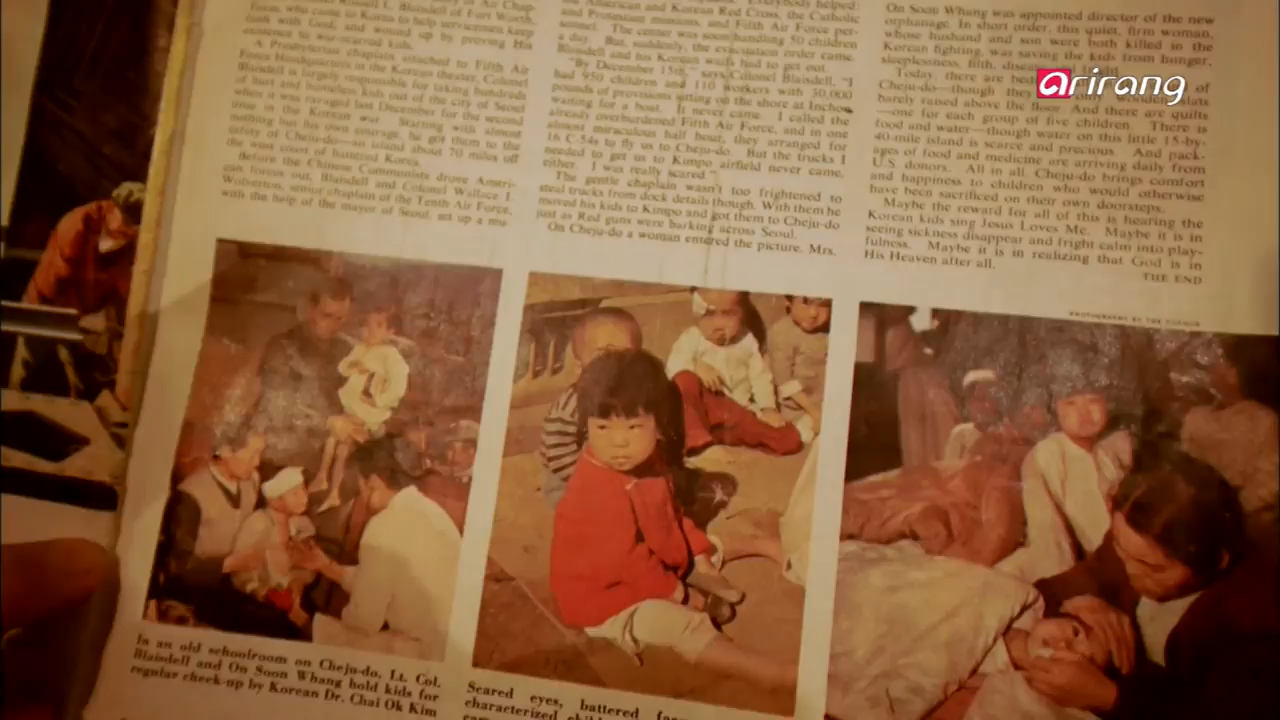 Russell L. Blaisdell of Fort Worth,
Texas, who came to Korea to help servicemen keep
faith with God, and wound up by proving His
existence to war-scarred kids.
A Presbyterian chaplain attached to Fifth Air
Force Headquarters in the Korean theater, Colonel
Blaisdell is largely responsible for taking hundreds
of lost and homeless kids out of the city of Seoul
when it was ravaged last December for the second
time in the Korean war. Starting with almost
nothing but his own courage, he got them to the
safety of Cheju-do—an island about 70 miles off
the west coast of battered Korea.
Before the Chinese Communists drove Ameri-
can forces out, Blaisdell and Colonel Wallace I.
Wolverton, senior chaplain of the Tenth Air Force,
with the help of the mayor of Seoul, set up a mu-
Everybody helped:
the American and Korean Red Cross, the Catholic
and Protestant missions, and Fifth Air Force per-
sonnel. The center was soon handling 50 children
a day. But, suddenly, the evacuation order came.
Blaisdell and his Korean waifs had to get out.
"By December 15th," says Colonel Blaisdell, "I
had 950 children and 110 workers with 50,000
pounds of provisions sitting on the shore at Inchon
waiting for a boat. It never came. I called the
already overburdened Fifth Air Force, and in one
almost miraculous half hour, they arranged for
16 C-54s to fly us to Cheju-do. But the trucks I
needed to get us to Kimpo airfield never came,
either. I was really scared."
The gentle chaplain wasn't too frightened to
steal trucks from dock details though. With them he
moved his kids to Kimpo and got them to Cheju-do
just as Red guns were barking across Seoul.
On Cheju-do a woman entered the picture. Mrs.
On Soon Whang was appointed director of the new
orphanage. In short order, this quiet, firm woman,
whose husband and son were both killed in the
Korean fighting, was saving the kids from hunger,
sleeplessness, filth, disease
Today, there are beds of
Cheju-do—though they only wooden slats
barely raised above the floor. And there are quilts
—one for each group of five children. There is
food and water—though water on this little 15-by-
40-mile island is scarce and precious. And pack-
ages of food and medicine are arriving daily from
U.S. donors. All in all, Cheju-do brings comfort
and happiness to children who would otherwise
have been sacrificed on their own doorsteps.
Maybe the reward for all of this is hearing the
Korean kids sing Jesus Loves Me. Maybe it is in
seeing sickness disappear and fright calm into play-
fulness. Maybe it is in realizing that God is in
His Heaven after all.
THE END
arirang
PHOTOGRAPHS BY THE AUTHOR
In an old schoolroom on Cheju-do, Lt. Col.
Blaisdell and On Soon Whang hold kids for
regular check-up by Korean Dr. Chai Ok Kim
Scared eyes, battered
characterized